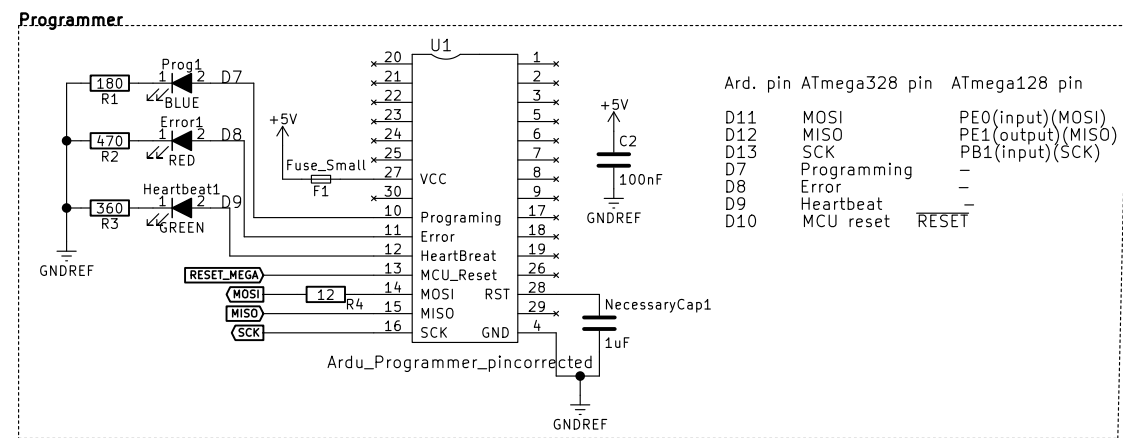 Programmer
U1
20
21
22
23
24
25
27
30
10
11
12
13
14
15
16
1
2
3
5
6
7
8
9
17
18
19
26
28
29
4
VCC
Programing
Error
HeartBreat
MCU_Reset
MOSI RST
MISO
SCK GND
Ardu_Programmer_pincorrected
Prog1
180 1 2 D7
R1 BLUE
Error1
470 1 2 D8
R2 RED
Heartbeat1
360 1 2 D9
R3 GREEN
GNDREF
+5V
Fuse_Small
F1
RESET_MEGA
MOSI 12
R4
MISO
SCK
+5V
C2
100nF
GNDREF
NecessaryCap1
1uF
GNDREF
Ard. pin ATmega328 pin ATmega128 pin
D11 MOSI PE0(input)(MOSI)
D12 MISO PE1(output)(MISO)
D13 SCK PB1(input)(SCK)
D7 Programming –
D8 Error –
D9 Heartbeat –
D10 MCU reset RESET